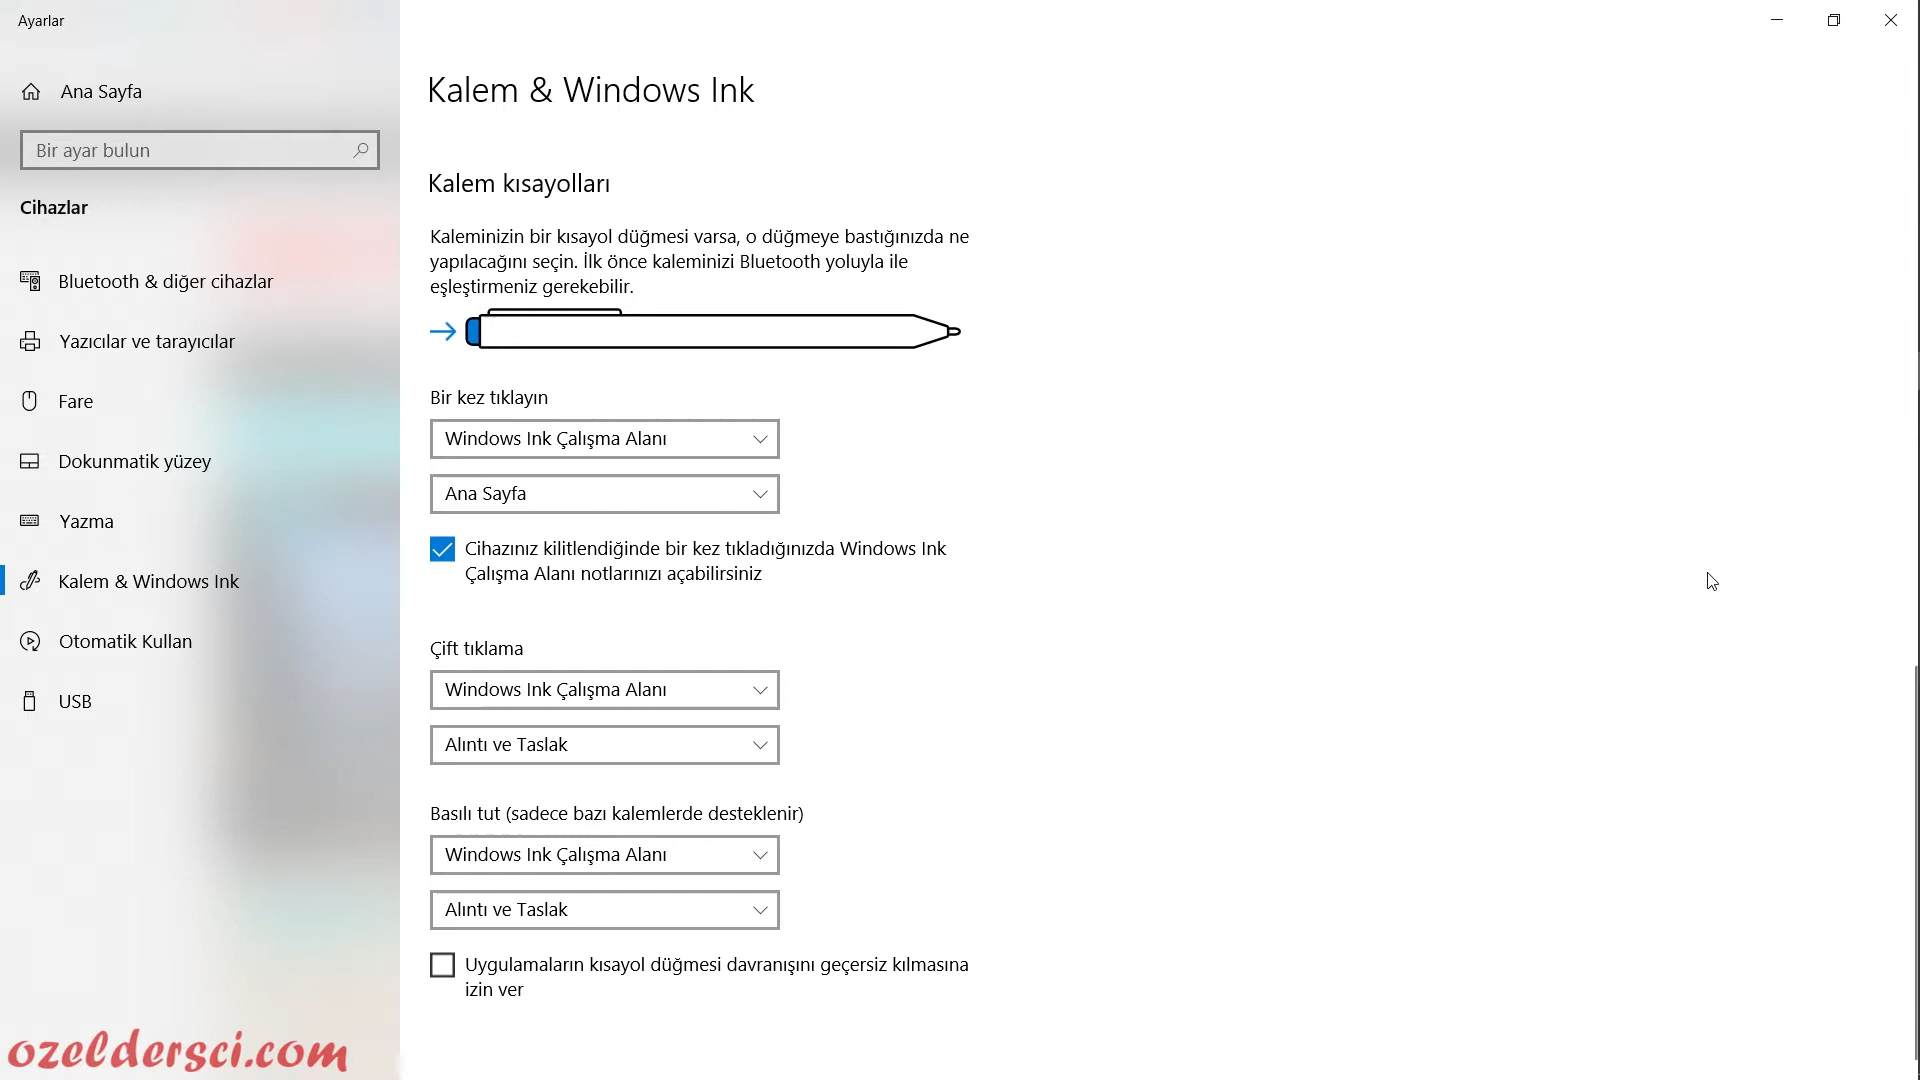 Ayarlar
Ana Sayfa
Bir ayar bulun
Cihazlar
Bluetooth & diğer cihazlar
Yazıcılar ve tarayıcılar
Fare
Dokunmatik yüzey
Yazma
Kalem & Windows Ink
Otomatik Kullan
USB
ozeldersci.com
Kalem & Windows Ink
Kalem kısayolları
Kaleminizin bir kısayol düğmesi varsa, o düğmeye bastığınızda ne
yapılacağını seçin. İlk önce kaleminizi Bluetooth yoluyla ile
eşleştirmeniz gerekebilir.
Bir kez tıklayın
Windows Ink Çalışma Alanı
Ana Sayfa
Cihazınız kilitlendiğinde bir kez tıkladığınızda Windows Ink
Çalışma Alanı notlarınızı açabilirsiniz
Çift tıklama
Windows Ink Çalışma Alanı
Alıntı ve Taslak
Basılı tut (sadece bazı kalemlerde desteklenir)
Windows Ink Çalışma Alanı
Alıntı ve Taslak
Uygulamaların kısayol düğmesi davranışını geçersiz kılmasına
izin ver